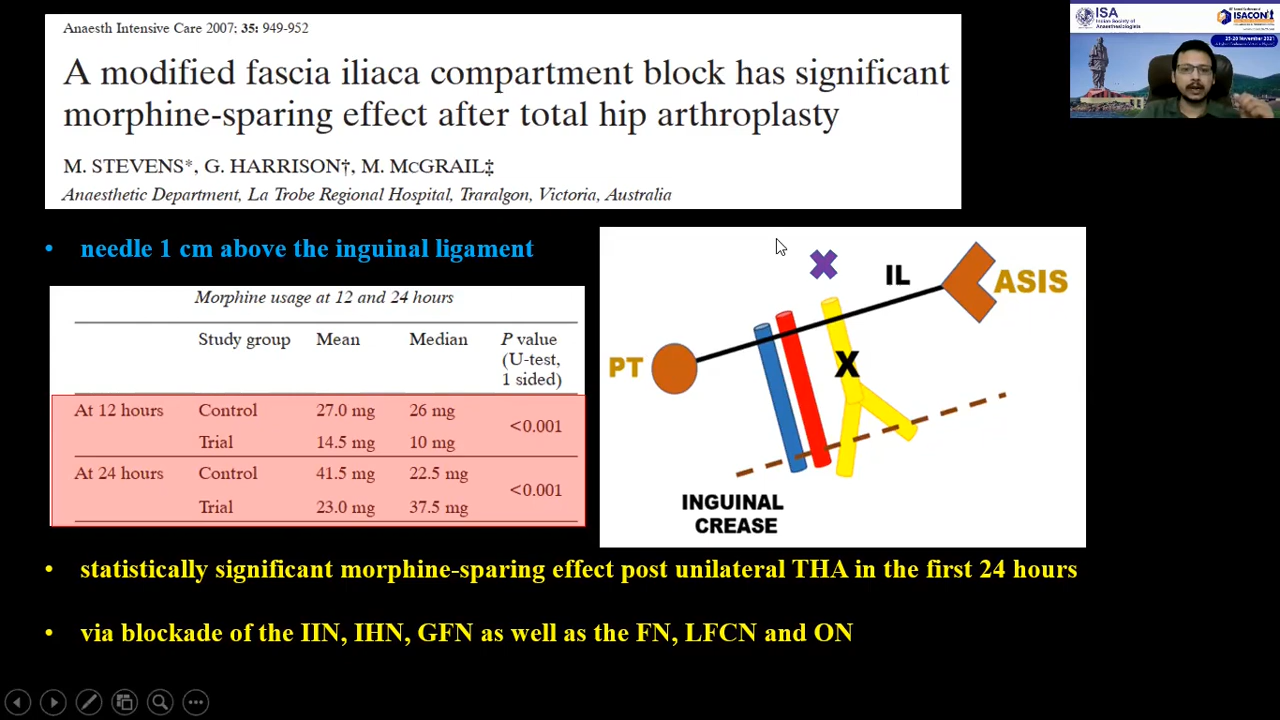 Anaesth Intensive Care 2007: 35: 949-952
A modified fascia iliaca compartment block has significant
morphine-sparing effect after total hip arthroplasty
M. STEVENS*, G. HARRISON†, M. McGRAIL‡
Anaesthetic Department, La Trobe Regional Hospital, Traralgon, Victoria, Australia
ISA
Indian Society of
Anaesthesiologists
ISACON
25-28 November 2021
• needle 1 cm above the inguinal ligament
Morphine usage at 12 and 24 hours
Study group Mean Median P value
(U-test,
1 sided)
At 12 hours Control 27.0 mg 26 mg <0.001
Trial 14.5 mg 10 mg
At 24 hours Control 41.5 mg 22.5 mg <0.001
Trial 23.0 mg 37.5 mg
IL
ASIS
PT
X
INGUINAL
CREASE
• statistically significant morphine-sparing effect post unilateral THA in the first 24 hours
• via blockade of the IIN, IHN, GFN as well as the FN, LFCN and ON